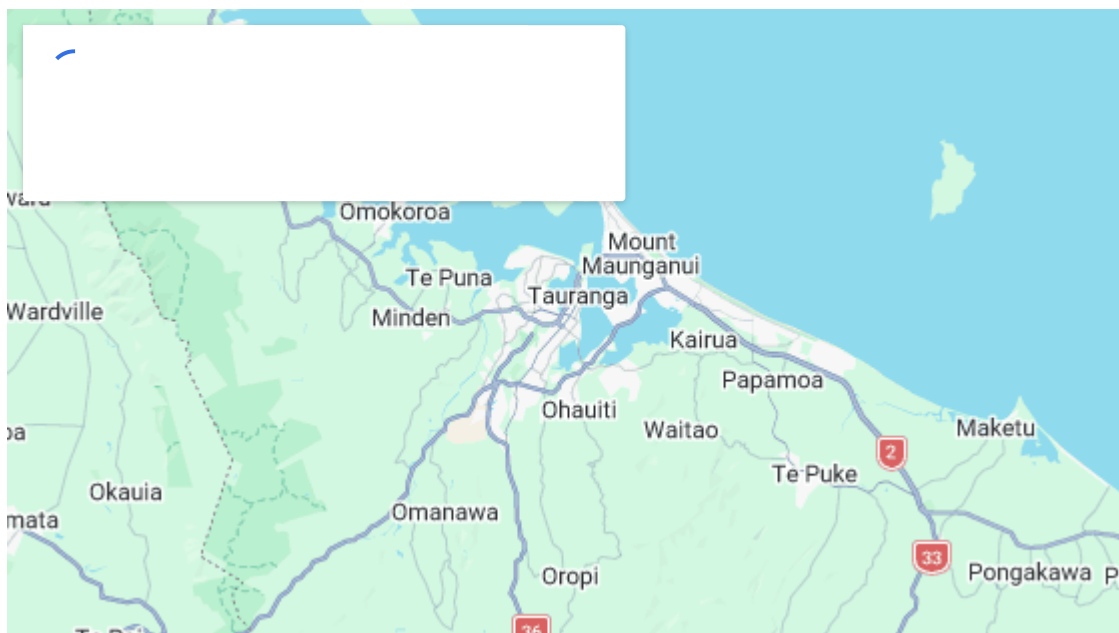 Omokoroa
Mount
Maunganui
Te Puna
Tauranga
Wardville
Minden
Kairua
Papamoa
Ohauiti
Waitao
Maketu
Te Puke
2
Okauia
Omanawa
33
Oropi
Pongakawa
36